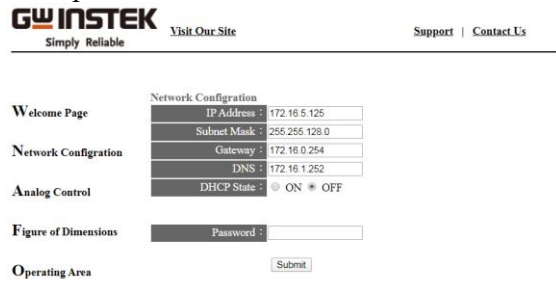 GWINSTEK
Simply Reliable
Visit Our Site
Support | Contact Us
Welcome Page
Network Configration
Analog Control
Figure of Dimensions
Operating Area
Network Configration
IP Address : 172.16.5.125
Subnet Mask : 255.255.128.0
Gateway : 172.16.0.254
DNS : 172.16.1.252
DHCP State : ON OFF
Password :
Submit